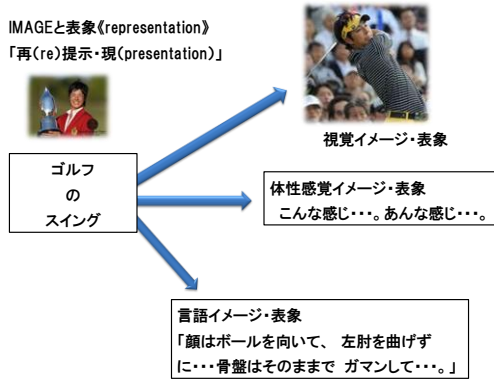 IMAGEと表象《representation》
「再(re)提示・現(presentation)」
視覚イメージ・表象
ゴルフ
の
スイング
体性感覚イメージ・表象
こんな感じ・・・。あんな感じ・・・。
言語イメージ・表象
「顔はボールを向いて、 左肘を曲げず
に・・・骨盤はそのままで ガマンして・・・。」